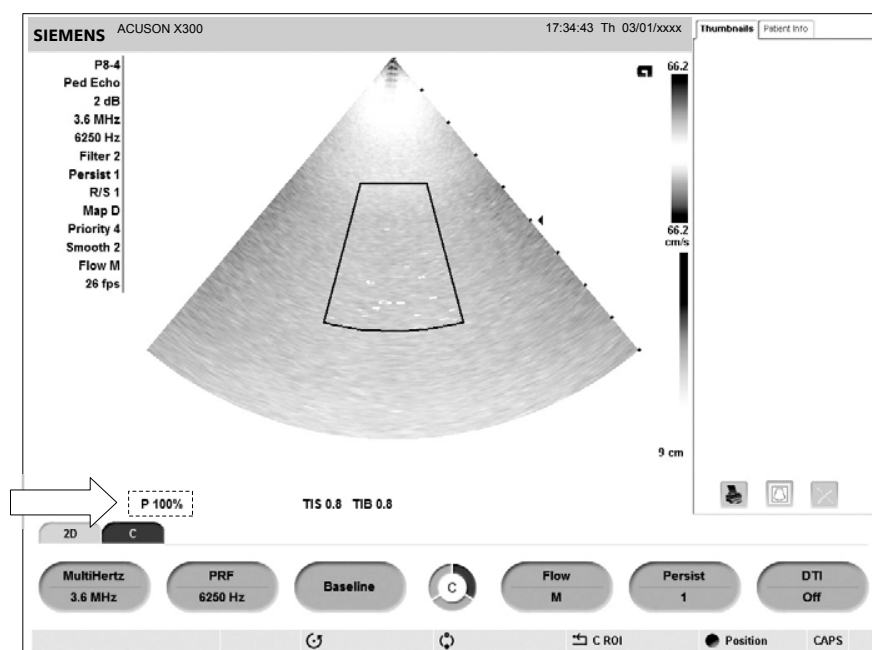 SIEMENS ACUSON X300 17:34:43 Th 03/01/xxxx
Thumbnails Patient Info
P8-4
Ped Echo
2 dB
3.6 MHz
6250 Hz
Filter 2
Persist 1
R/S 1
Map D
Priority 4
Smooth 2
Flow M
26 fps
66.2
66.2
cm/s
9 cm
P 100% TIS 0.8 TIB 0.8
2D C
MultiHertz PRF Baseline C Flow Persist DTI
3.6 MHz 6250 Hz M 1 Off
C ROI Position CAPS